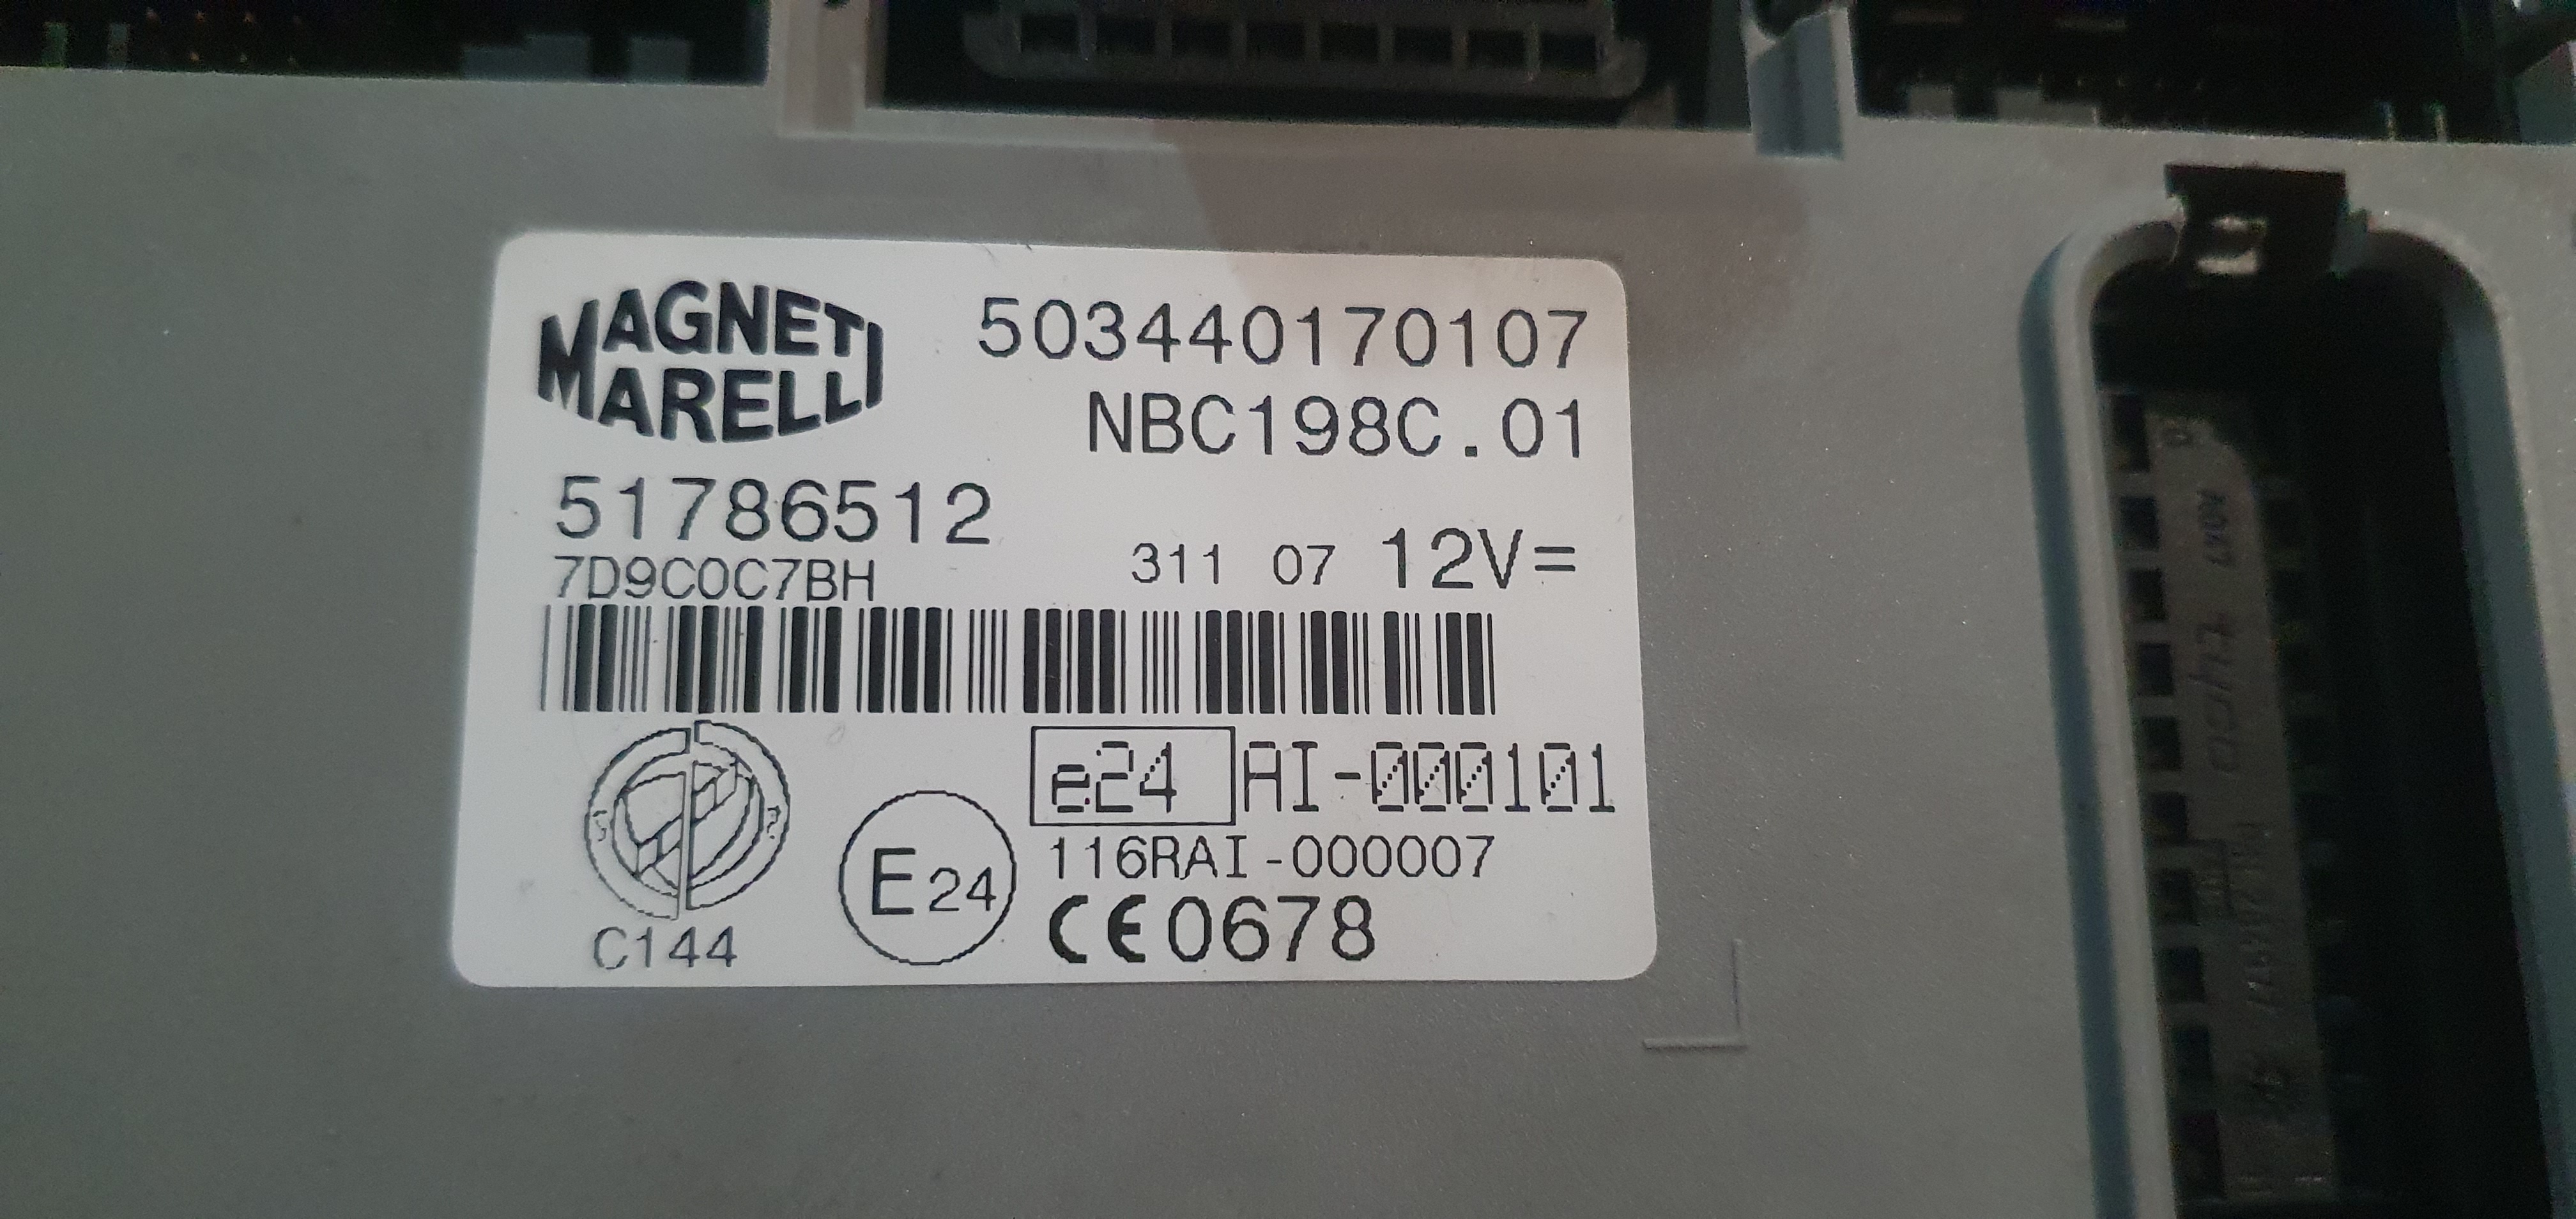 MAGNETI
MARELLI
503440170107
NBC198C.01
51786512
7D9C0C7BH
311 07 12V=
e24 AI-000101
116RAI-000007
E24
CE0678
C144